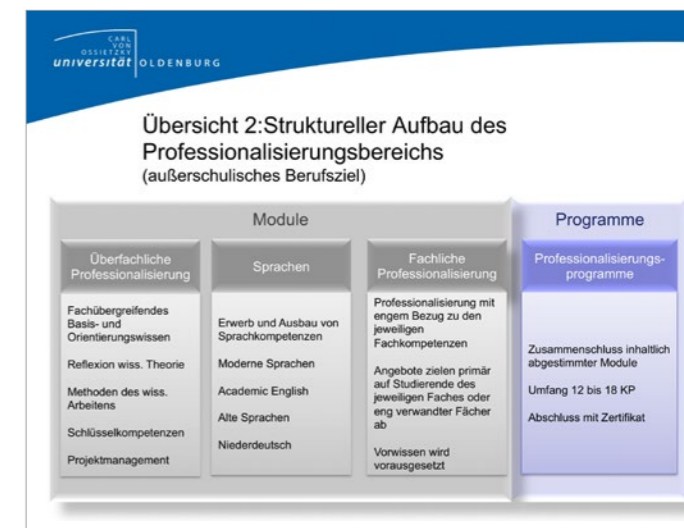 CARL
VON
OSSIETZKY
universität OLDENBURG
Übersicht 2:Struktureller Aufbau des
Professionalisierungsbereichs
(außerschulisches Berufsziel)
Module
Überfachliche
Professionalisierung
Fachübergreifendes
Basis- und
Orientierungswissen
Reflexion wiss. Theorie
Methoden des wiss.
Arbeitens
Schlüsselkompetenzen
Projektmanagement
Sprachen
Erwerb und Ausbau von
Sprachkompetenzen
Moderne Sprachen
Academic English
Alte Sprachen
Niederdeutsch
Fachliche
Professionalisierung
Professionalisierung mit
engem Bezug zu den
jeweiligen
Fachkompetenzen
Angebote zielen primär
auf Studierende des
jeweiligen Faches oder
eng verwandter Fächer
ab
Vorwissen wird
vorausgesetzt
Programme
Professionalisierungs-
programme
Zusammenschluss inhaltlich
abgestimmter Module
Umfang 12 bis 18 KP
Abschluss mit Zertifikat